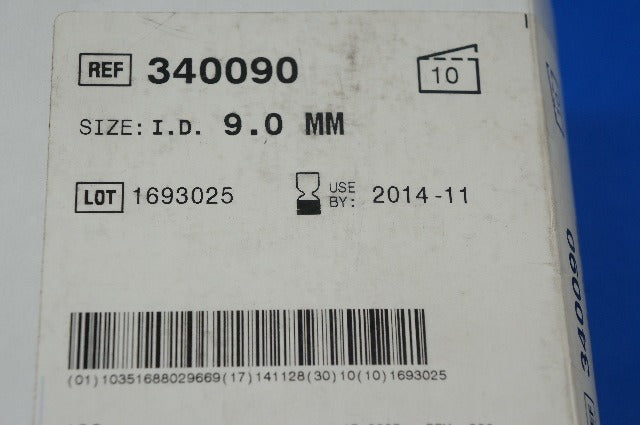 REF 340090
10
SIZE: I.D. 9.0 MM
LOT 1693025
USE BY: 2014-11
(01)10351688029669(17)141128(30)10(10)1693025
REF 340090